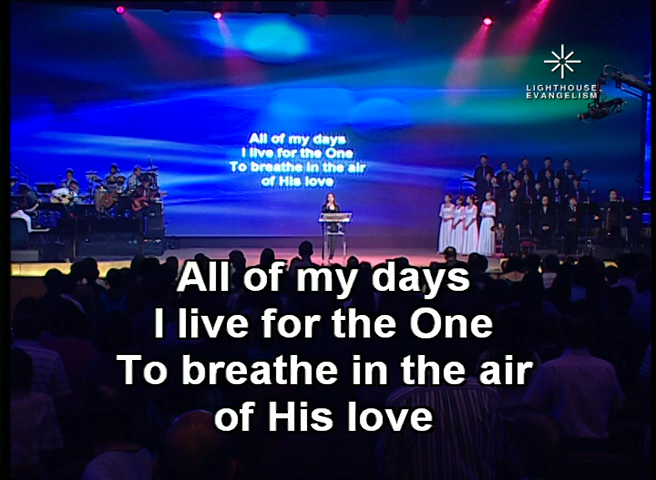 LIGHTHOUSE
EVANGELISM
All of my days
I live for the One
To breathe in the air
of His love
All of my days
I live for the One
To breathe in the air
of His love